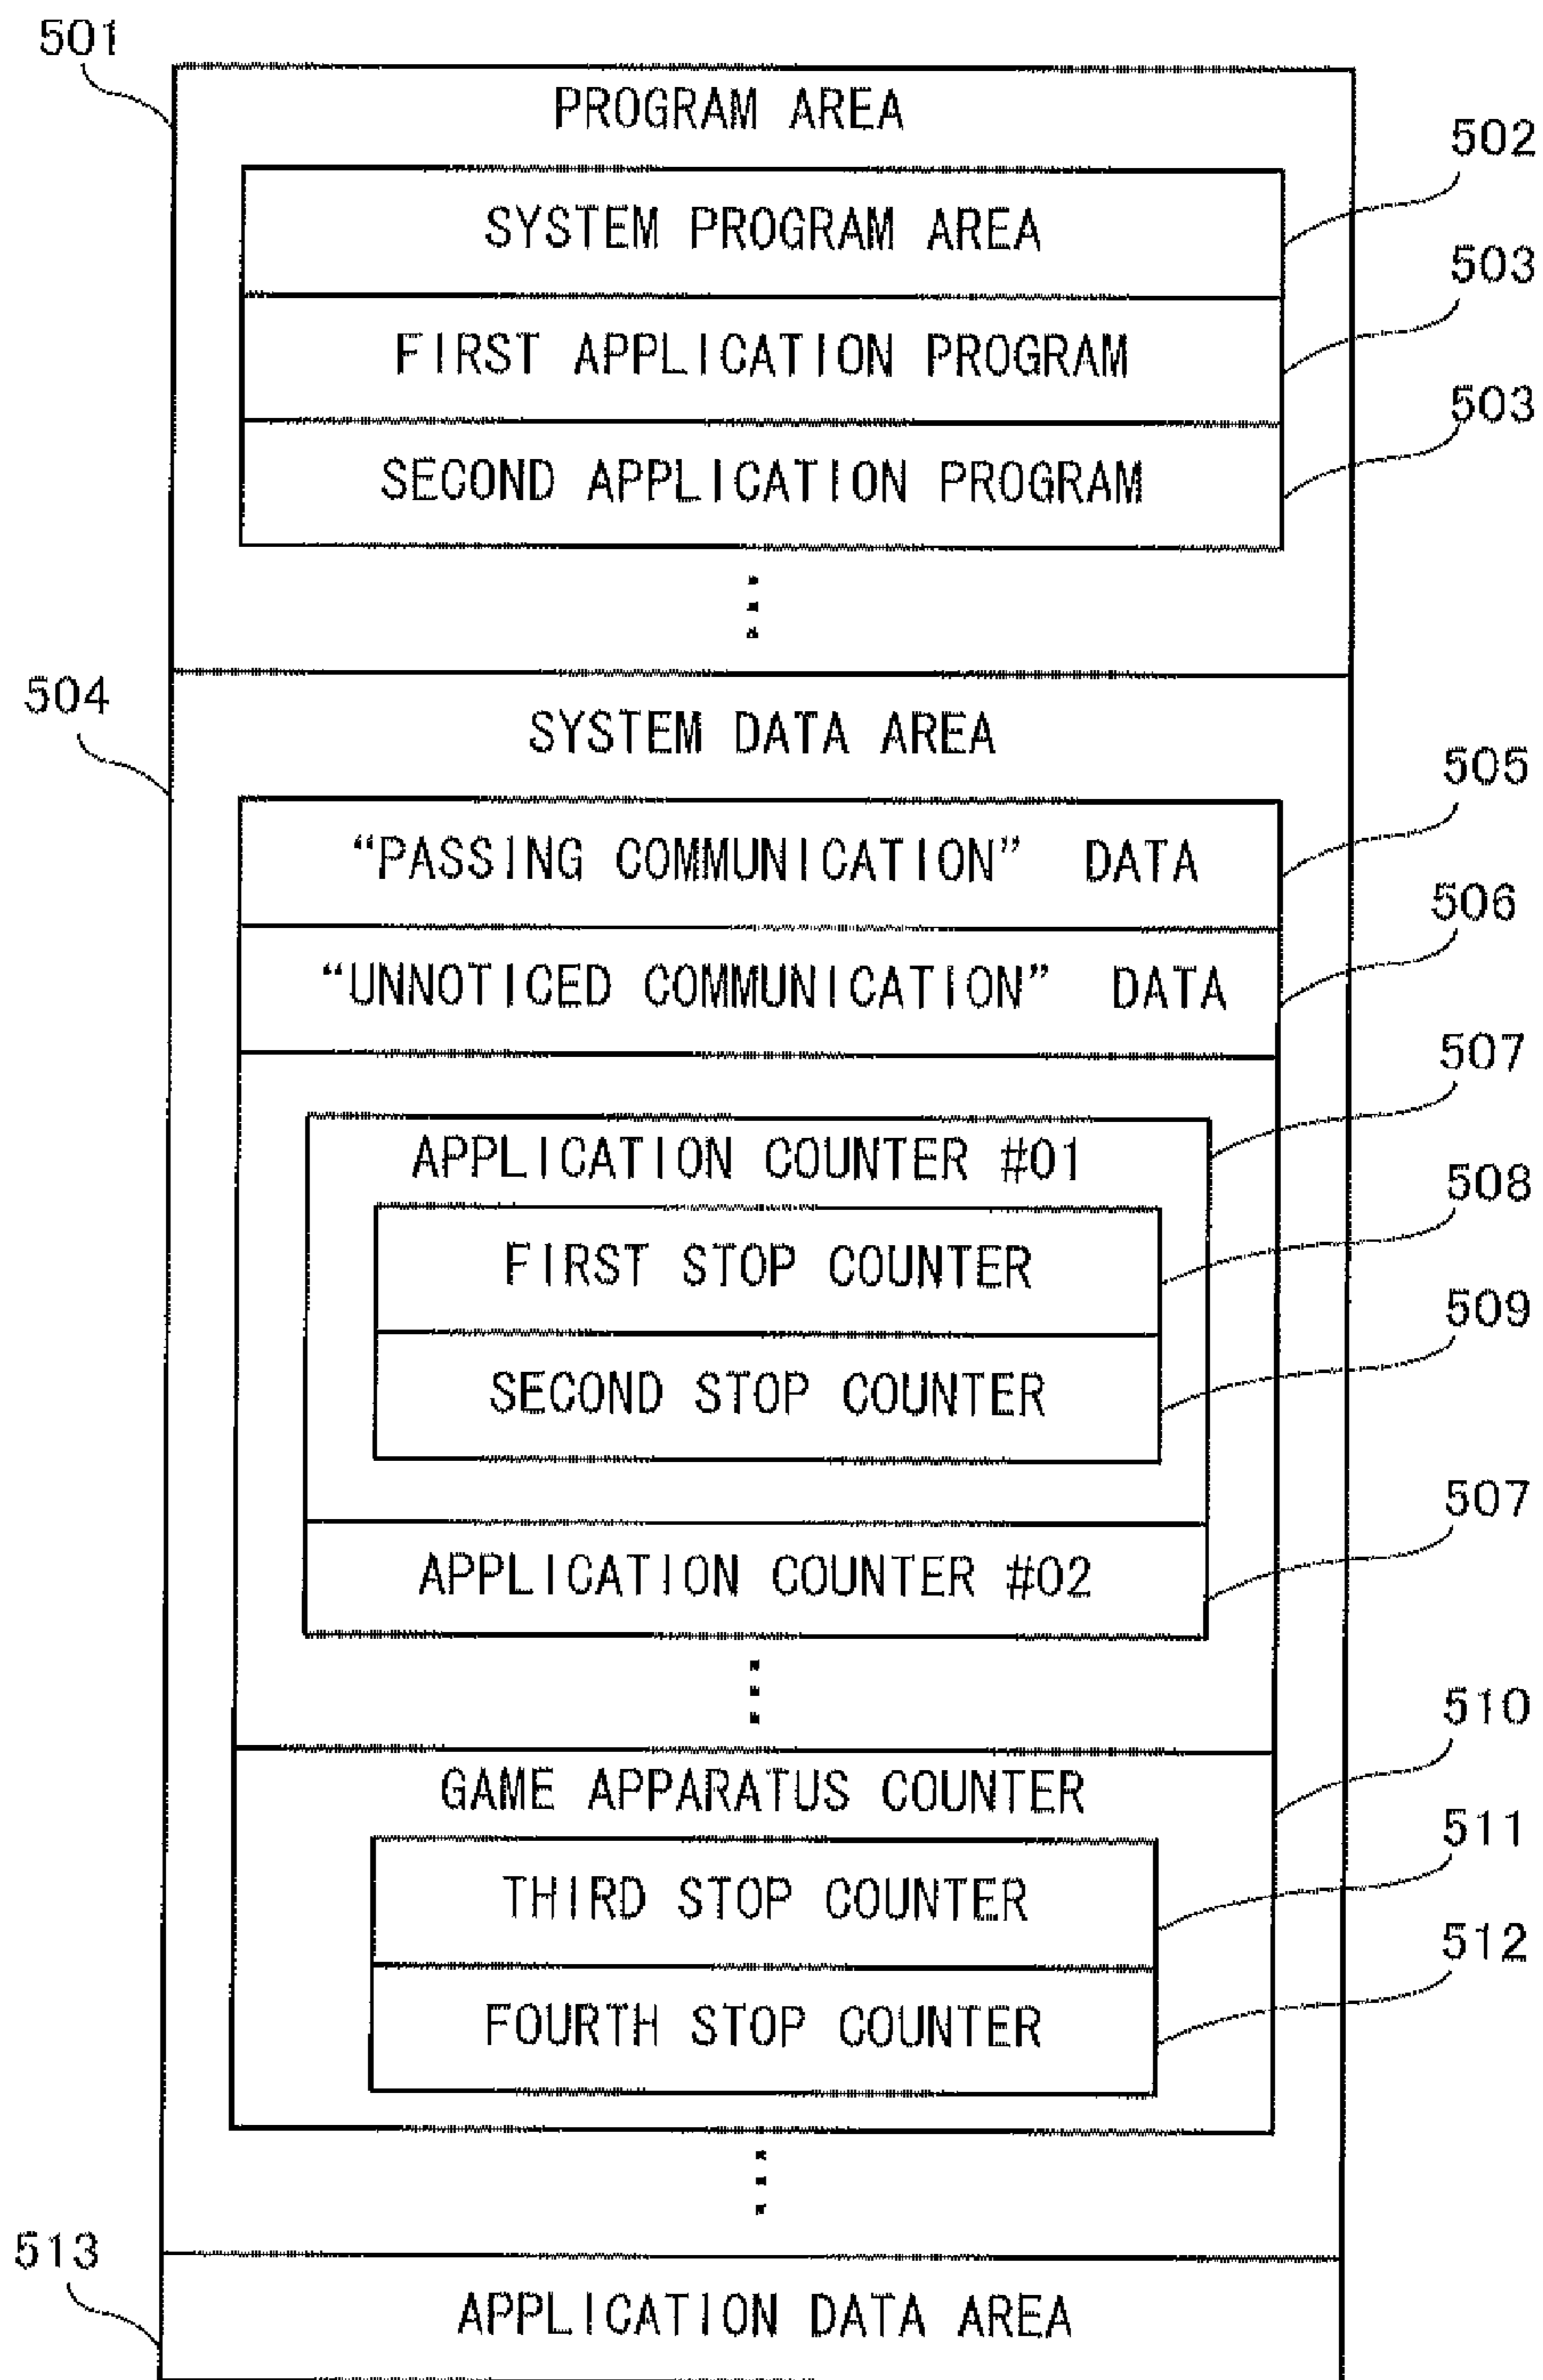 501
PROGRAM AREA
502
SYSTEM PROGRAM AREA
503
FIRST APPLICATION PROGRAM
503
SECOND APPLICATION PROGRAM
504
SYSTEM DATA AREA
505
“PASSING COMMUNICATION” DATA
506
“UNNOTICED COMMUNICATION” DATA
507
APPLICATION COUNTER #01
508
FIRST STOP COUNTER
509
SECOND STOP COUNTER
507
APPLICATION COUNTER #02
510
GAME APPARATUS COUNTER
511
THIRD STOP COUNTER
512
FOURTH STOP COUNTER
513
APPLICATION DATA AREA